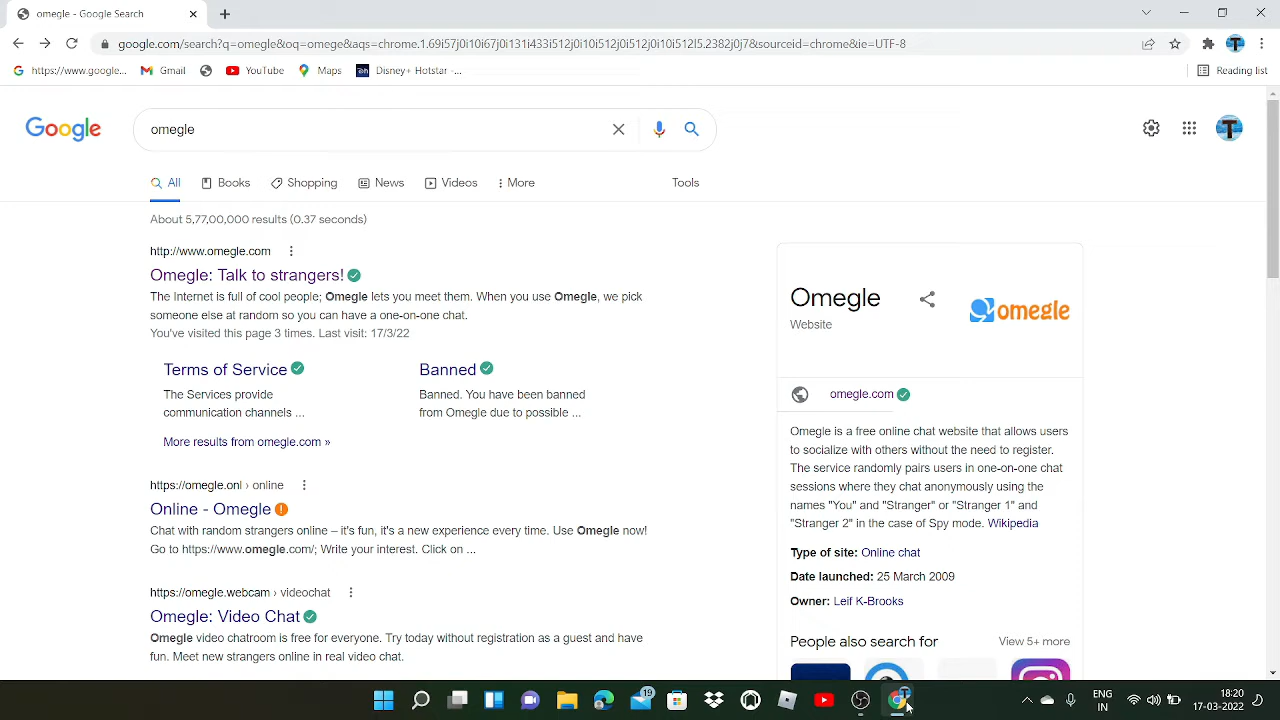 omegle - Google Search
google.com/search?q=omegle&oq=omege&aqs=chrome.1.69i57j0i10i67j0i131i433i512j0i10i512j0i512j0i10i512l5.2382j0j7&sourceid=chrome&ie=UTF-8
https://www.google... Gmail YouTube Maps Disney+ Hotstar -... Reading list
Google omegle T
All Books Shopping News Videos More Tools
About 5,77,00,000 results (0.37 seconds)
http://www.omegle.com
Omegle: Talk to strangers!
The Internet is full of cool people; Omegle lets you meet them. When you use Omegle, we pick
someone else at random so you can have a one-on-one chat.
You've visited this page 3 times. Last visit: 17/3/22
Terms of Service
The Services provide
communication channels ...
Banned
Banned. You have been banned
from Omegle due to possible ...
More results from omegle.com »
https://omegle.onl › online
Online - Omegle
Chat with random strangers online – it's fun, it's a new experience every time. Use Omegle now!
Go to https://www.omegle.com/; Write your interest. Click on ...
https://omegle.webcam › videochat
Omegle: Video Chat
Omegle video chatroom is free for everyone. Try today without registration as a guest and have
fun. Meet new strangers online in real video chat.
Omegle
Website
omegle
omegle.com
Omegle is a free online chat website that allows users
to socialize with others without the need to register.
The service randomly pairs users in one-on-one chat
sessions where they chat anonymously using the
names "You" and "Stranger" or "Stranger 1" and
"Stranger 2" in the case of Spy mode. Wikipedia
Type of site: Online chat
Date launched: 25 March 2009
Owner: Leif K-Brooks
People also search for View 5+ more
19
ENG
IN
18:20
17-03-2022